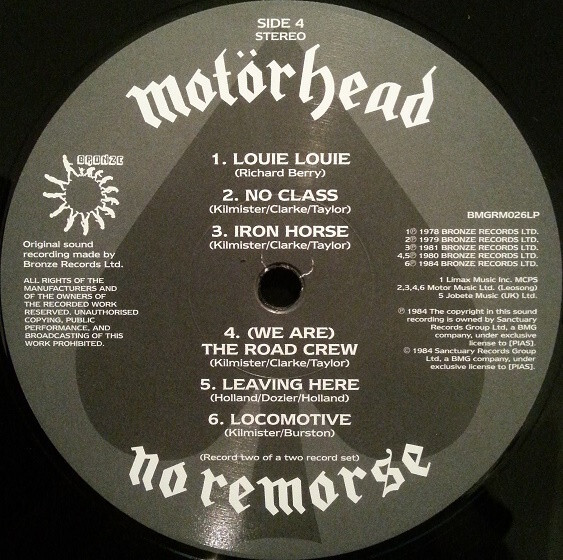 SIDE 4
STEREO
motörhead
BRONZE
1. LOUIE LOUIE
(Richard Berry)
2. NO CLASS
(Kilmister/Clarke/Taylor)
3. IRON HORSE
(Kilmister/Clarke/Taylor)
Original sound
recording made by
Bronze Records Ltd.
ALL RIGHTS OF THE
MANUFACTURERS AND
OF THE OWNERS OF
THE RECORDED WORK
RESERVED. UNAUTHORISED
COPYING, PUBLIC
PERFORMANCE, AND
BROADCASTING OF THIS
WORK PROHIBITED.
BMGRM026LP
1℗ 1978 BRONZE RECORDS LTD.
2℗ 1979 BRONZE RECORDS LTD.
3℗ 1981 BRONZE RECORDS LTD.
4,5℗ 1980 BRONZE RECORDS LTD.
6℗ 1984 BRONZE RECORDS LTD.
1 Limax Music Inc. MCPS
2,3,4,6 Motor Music Ltd. (Leosong)
5 Jobete Music (UK) Ltd.
℗ 1984 The copyright in this sound
recording is owned by Sanctuary
Records Group Ltd, a BMG
company, under exclusive
license to [PIAS].
© 1984 Sanctuary Records Group
Ltd, a BMG company, under
exclusive license to [PIAS].
4. (WE ARE)
THE ROAD CREW
(Kilmister/Clarke/Taylor)
5. LEAVING HERE
(Holland/Dozier/Holland)
6. LOCOMOTIVE
(Kilmister/Burston)
(Record two of a two record set)
no remorse